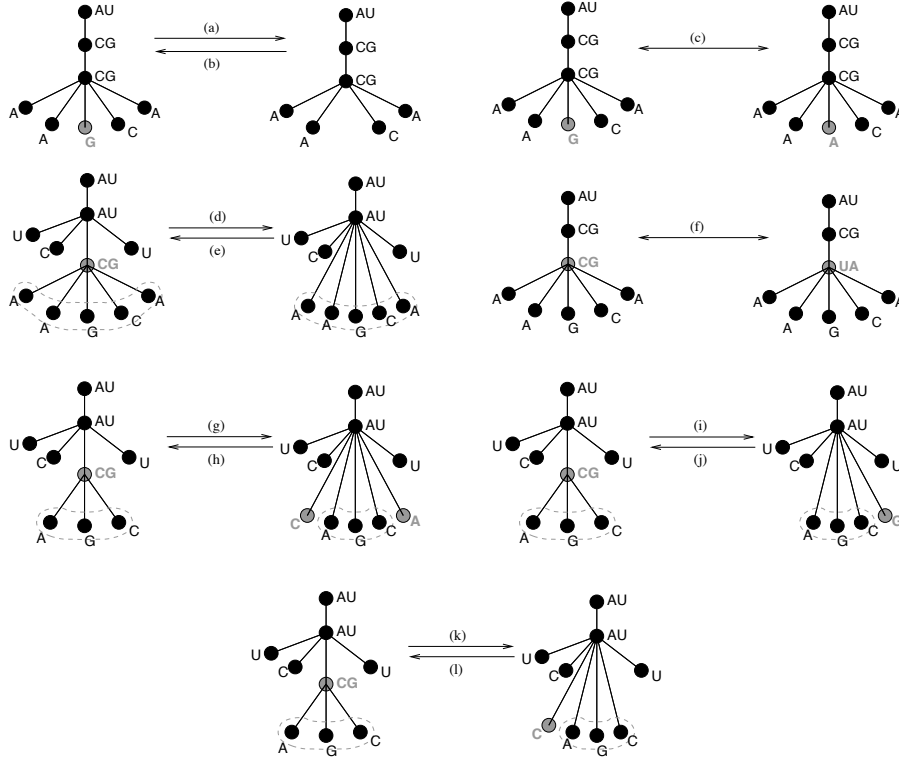 AU AU AU AU
(a) (c)
CG CG CG CG
(b)
CG CG CG CG
A A A A A A A A
A G C A C A G C A A C
AU AU AU AU
(d) (f)
AU AU CG CG
U C U U C U
(e)
CG CG UA
A A A A A A
A G C A A G C A A G C A G C
AU AU AU AU
(g) (i)
AU AU AU AU
U C U U C U U C U U C U
(h) (j)
CG CG
A G C C A G C A A G C A G C G
AU AU
(k)
AU AU
U C U U C U
(l)
CG
A G C C A G C